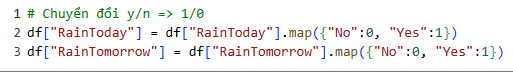 1 # Chuyển đổi y/n => 1/0
2 df["RainToday"] = df["RainToday"].map({"No":0, "Yes":1})
3 df["RainTomorrow"] = df["RainTomorrow"].map({"No":0, "Yes":1})